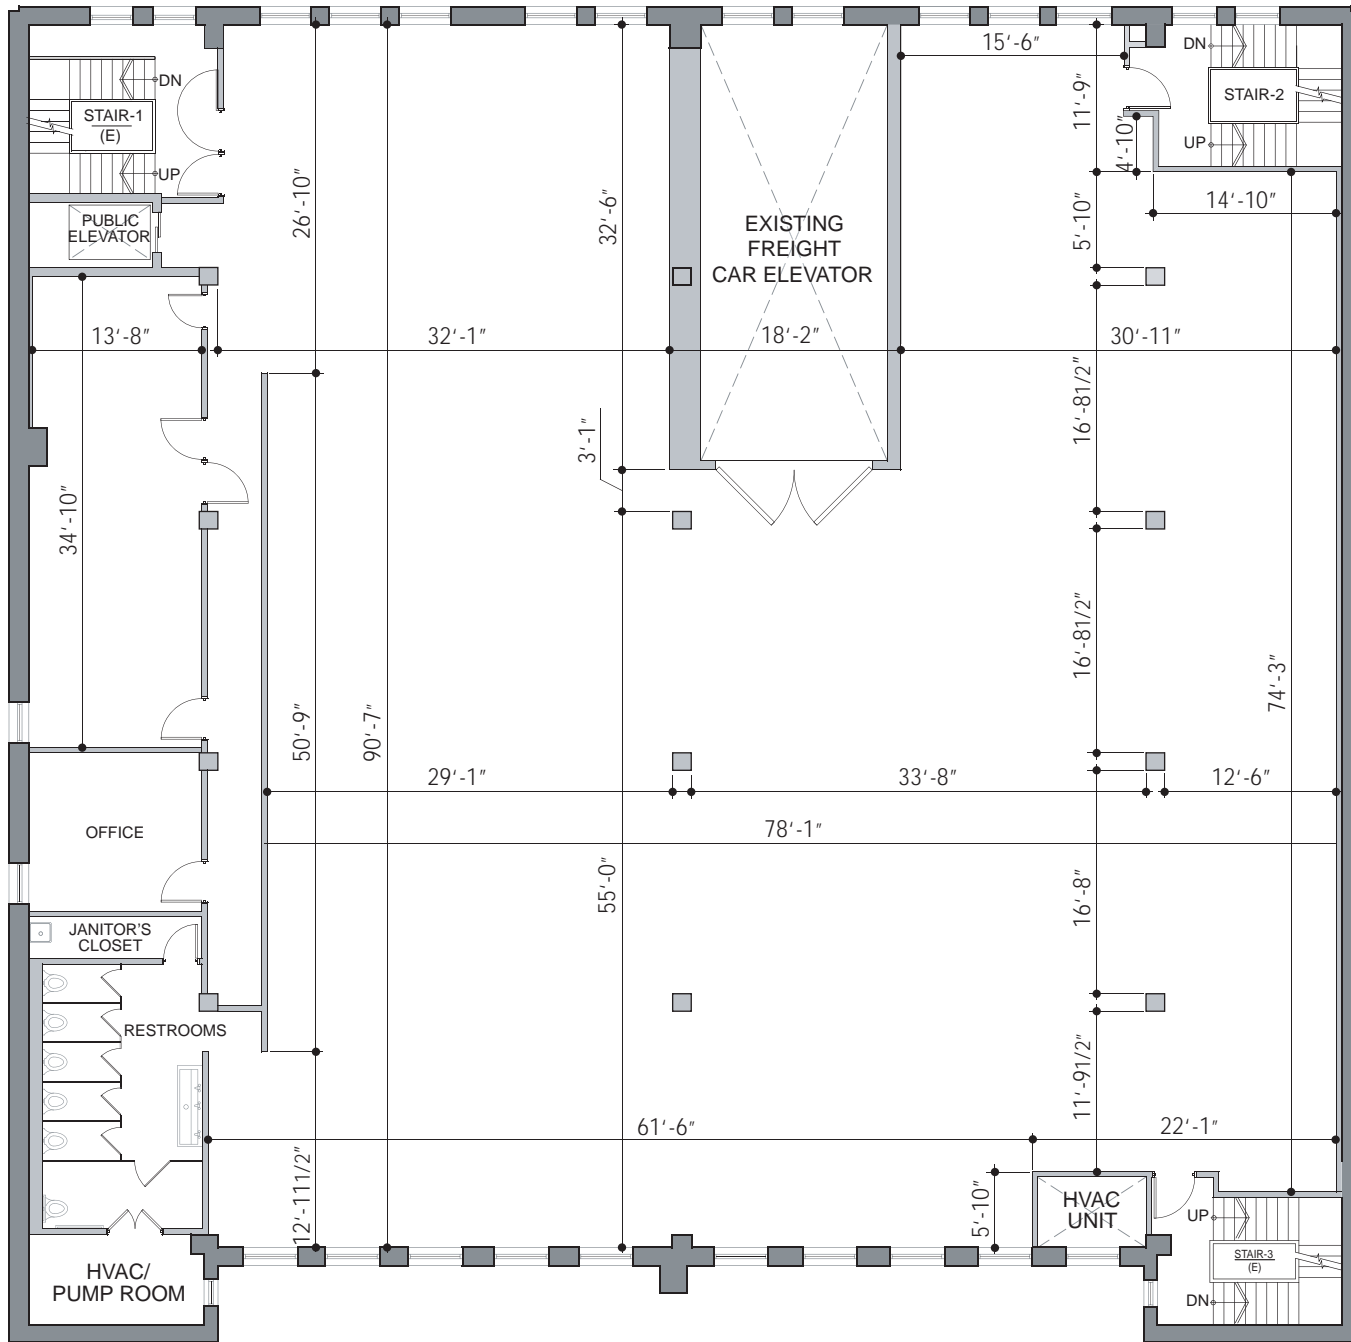 15'-6"
DN
DN
STAIR-1
(E)
UP
11'-9"
STAIR-2
4'-10"
UP
26'-10"
32'-6"
5'-10"
14'-10"
PUBLIC
ELEVATOR
EXISTING
FREIGHT
CAR ELEVATOR
13'-8"
32'-1"
18'-2"
30'-11"
16'-81/2"
3'-1"
34'-10"
16'-81/2"
74'-3"
50'-9"
90'-7"
29'-1"
33'-8"
12'-6"
OFFICE
78'-1"
55'-0"
16'-8"
JANITOR'S
CLOSET
RESTROOMS
11'-91/2"
61'-6"
22'-1"
12'-111/2"
5'-10"
HVAC
UNIT
UP
STAIR-3
(E)
HVAC/
PUMP ROOM
DN